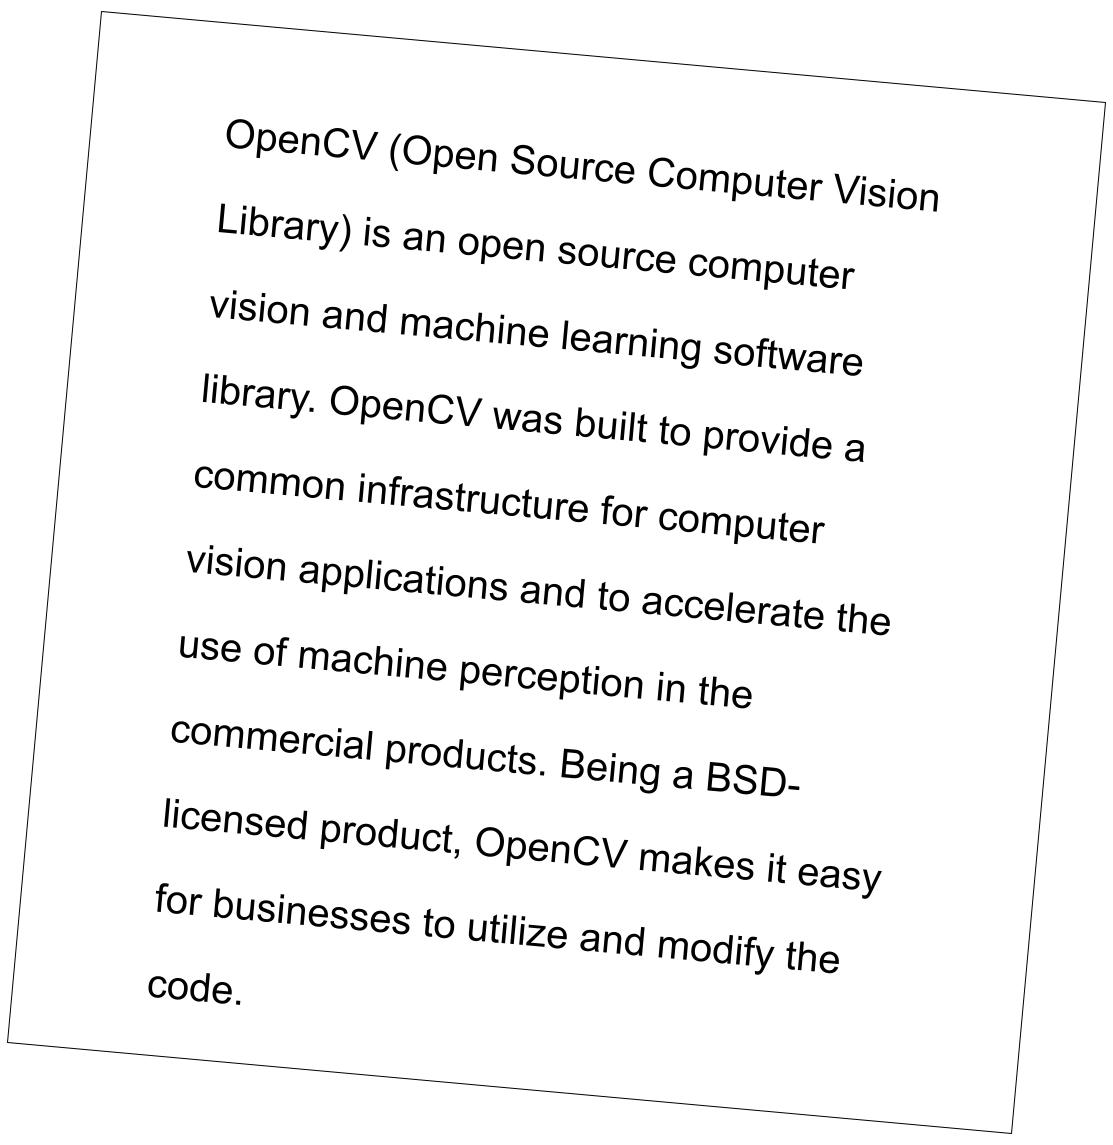 OpenCV (Open Source Computer Vision
Library) is an open source computer
vision and machine learning software
library. OpenCV was built to provide a
common infrastructure for computer
vision applications and to accelerate the
use of machine perception in the
commercial products. Being a BSD-
licensed product, OpenCV makes it easy
for businesses to utilize and modify the
code.